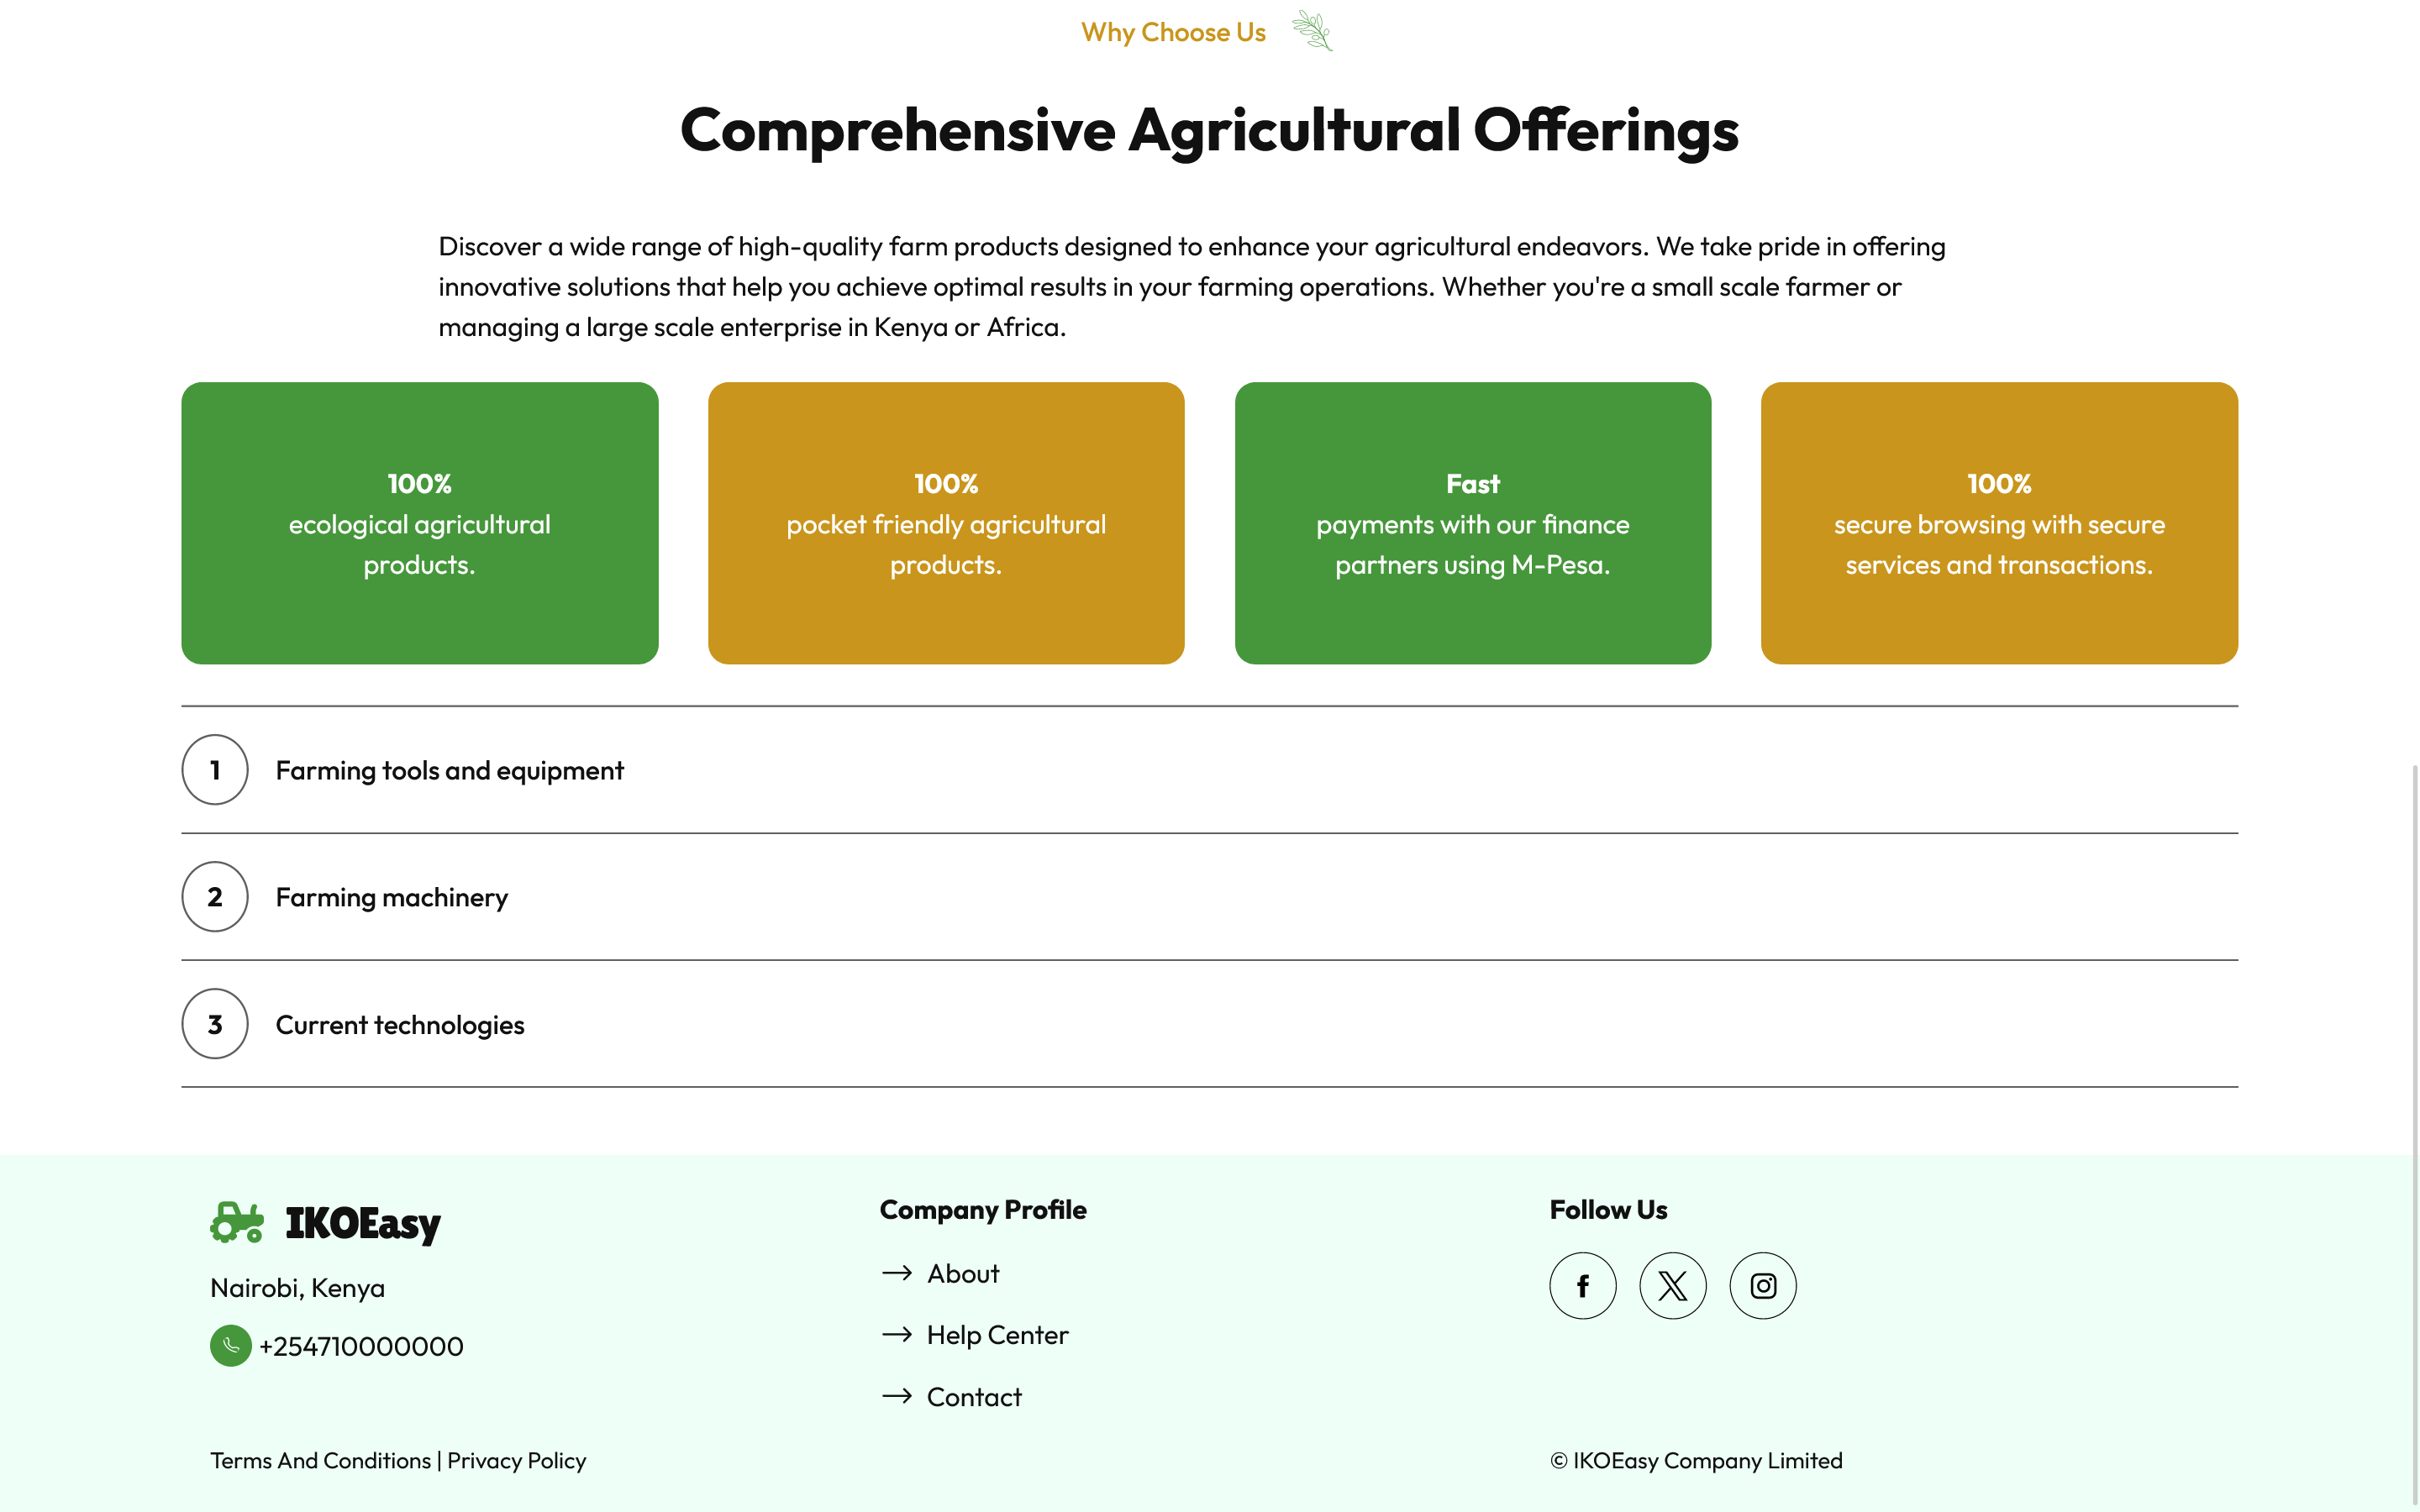 Why Choose Us
Comprehensive Agricultural Offerings
Discover a wide range of high-quality farm products designed to enhance your agricultural endeavors. We take pride in offering
innovative solutions that help you achieve optimal results in your farming operations. Whether you're a small scale farmer or
managing a large scale enterprise in Kenya or Africa.
100%
ecological agricultural
products.
100%
pocket friendly agricultural
products.
Fast
payments with our finance
partners using M-Pesa.
100%
secure browsing with secure
services and transactions.
1 Farming tools and equipment
2 Farming machinery
3 Current technologies
IKOEasy
Nairobi, Kenya
+254710000000
Company Profile
About
Help Center
Contact
Follow Us
Terms And Conditions | Privacy Policy
© IKOEasy Company Limited